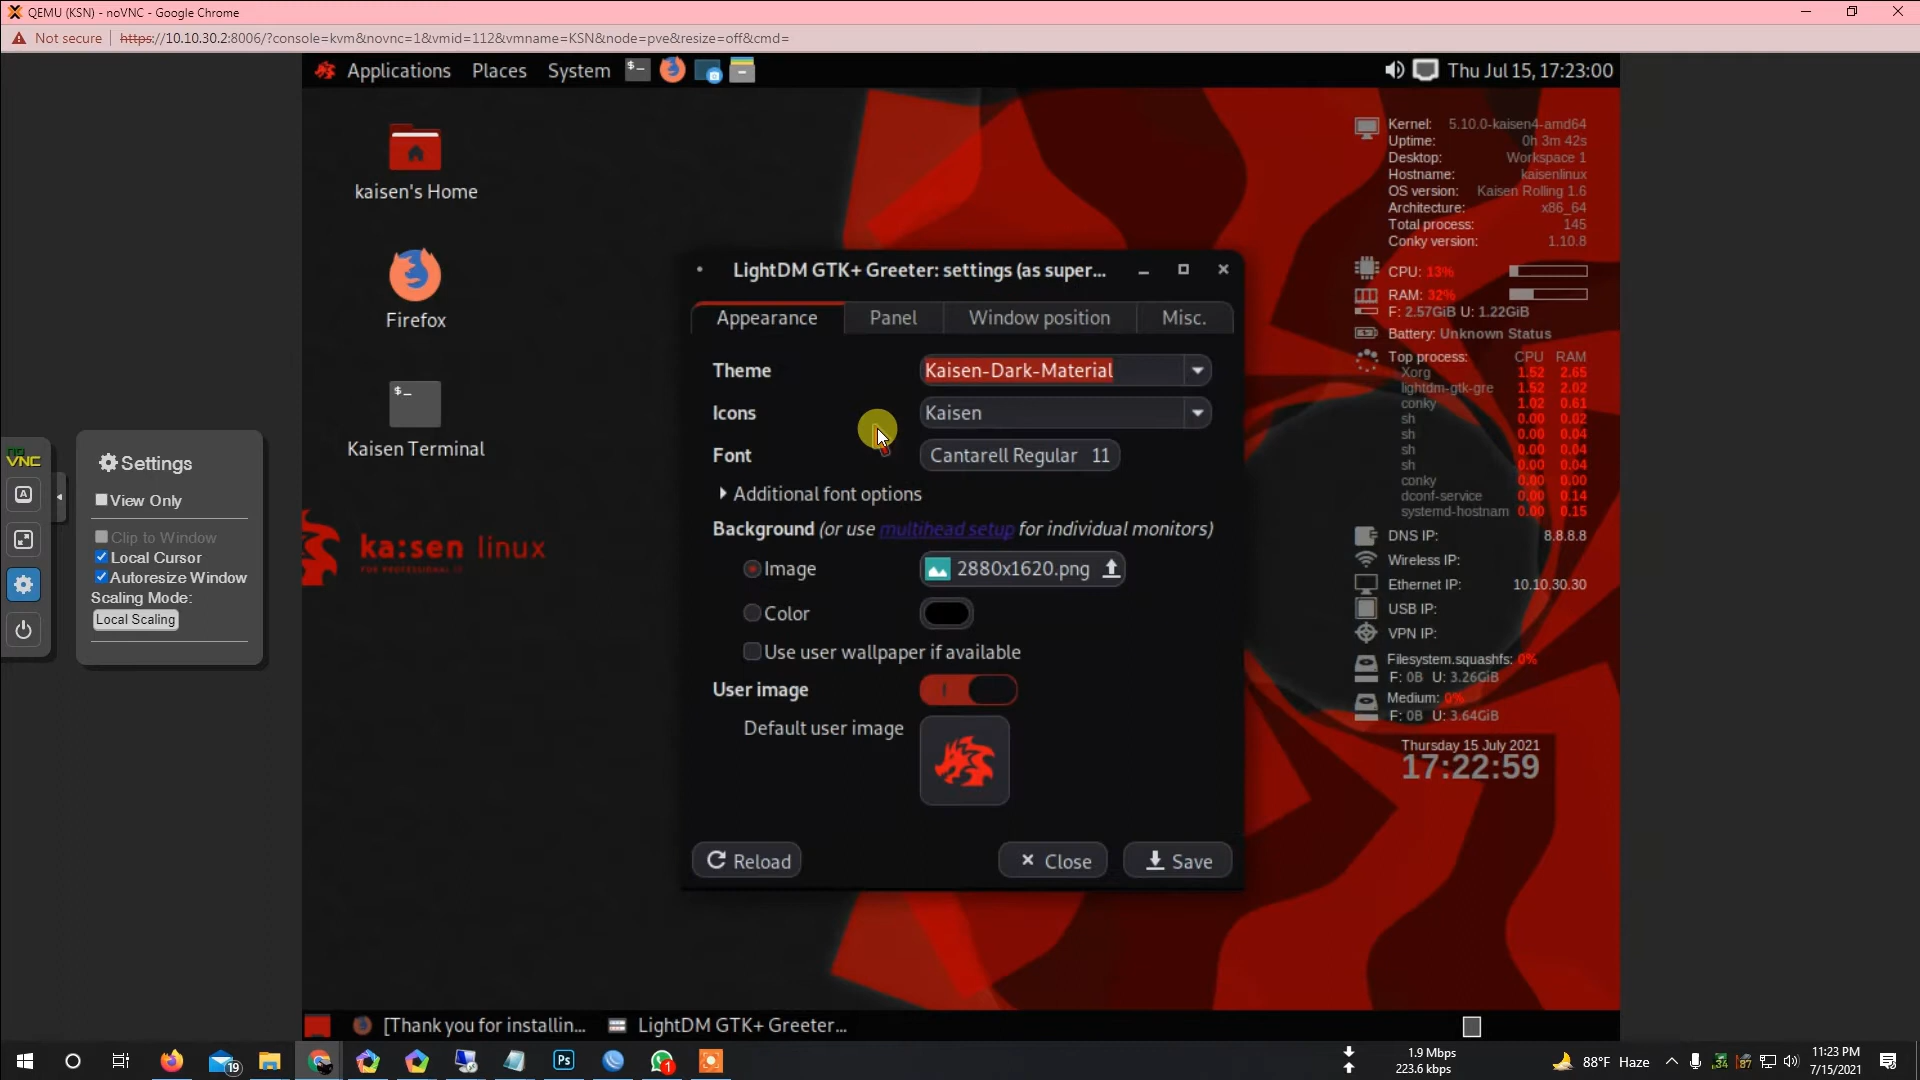 QEMU (KSN) - noVNC - Google Chrome
Not secure https://10.10.30.2:8006/?console=kvm&novnc=1&vmid=112&vmname=KSN&node=pve&resize=off&cmd=
Applications Places System Thu Jul 15, 17:23:00
kaisen's Home
Firefox
$-
Kaisen Terminal
ka:sen linux
VNC
A
Settings
View Only
Clip to Window
Local Cursor
Autoresize Window
Scaling Mode:
Local Scaling
LightDM GTK+ Greeter: settings (as super...
Appearance Panel Window position Misc.
Theme Kaisen-Dark-Material
Icons Kaisen
Font Cantarell Regular 11
Additional font options
Background (or use multihead setup for individual monitors)
Image 2880x1620.png
Color
Use user wallpaper if available
User image
Default user image
Reload Close Save
Kernel: 5.10.0-kaisen4-amd64
Uptime: 0h 3m 42s
Desktop: Workspace 1
Hostname: kaisenlinux
OS version: Kaisen Rolling 1.6
Architecture: x86_64
Total process: 145
Conky version: 1.10.8
CPU: 13%
RAM: 32%
F: 2.57GiB U: 1.22GiB
Battery: Unknown Status
Top process: CPU RAM
Xorg 1.52 2.65
lightdm-gtk-gre 1.52 2.02
conky 1.02 0.61
sh 0.00 0.02
sh 0.00 0.04
sh 0.00 0.04
sh 0.00 0.04
conky 0.00 0.00
dconf-service 0.00 0.14
systemd-hostnam 0.00 0.15
DNS IP: 8.8.8.8
Wireless IP:
Ethernet IP: 10.10.30.30
USB IP:
VPN IP:
Filesystem.squashfs: 0%
F: 0B U: 3.26GiB
Medium: 0%
F: 0B U: 3.64GiB
Thursday 15 July 2021
17:22:59
[Thank you for installin... LightDM GTK+ Greeter...
19
Ps
1
1.9 Mbps
223.6 kbps
88°F Haze
34
87
11:23 PM
7/15/2021